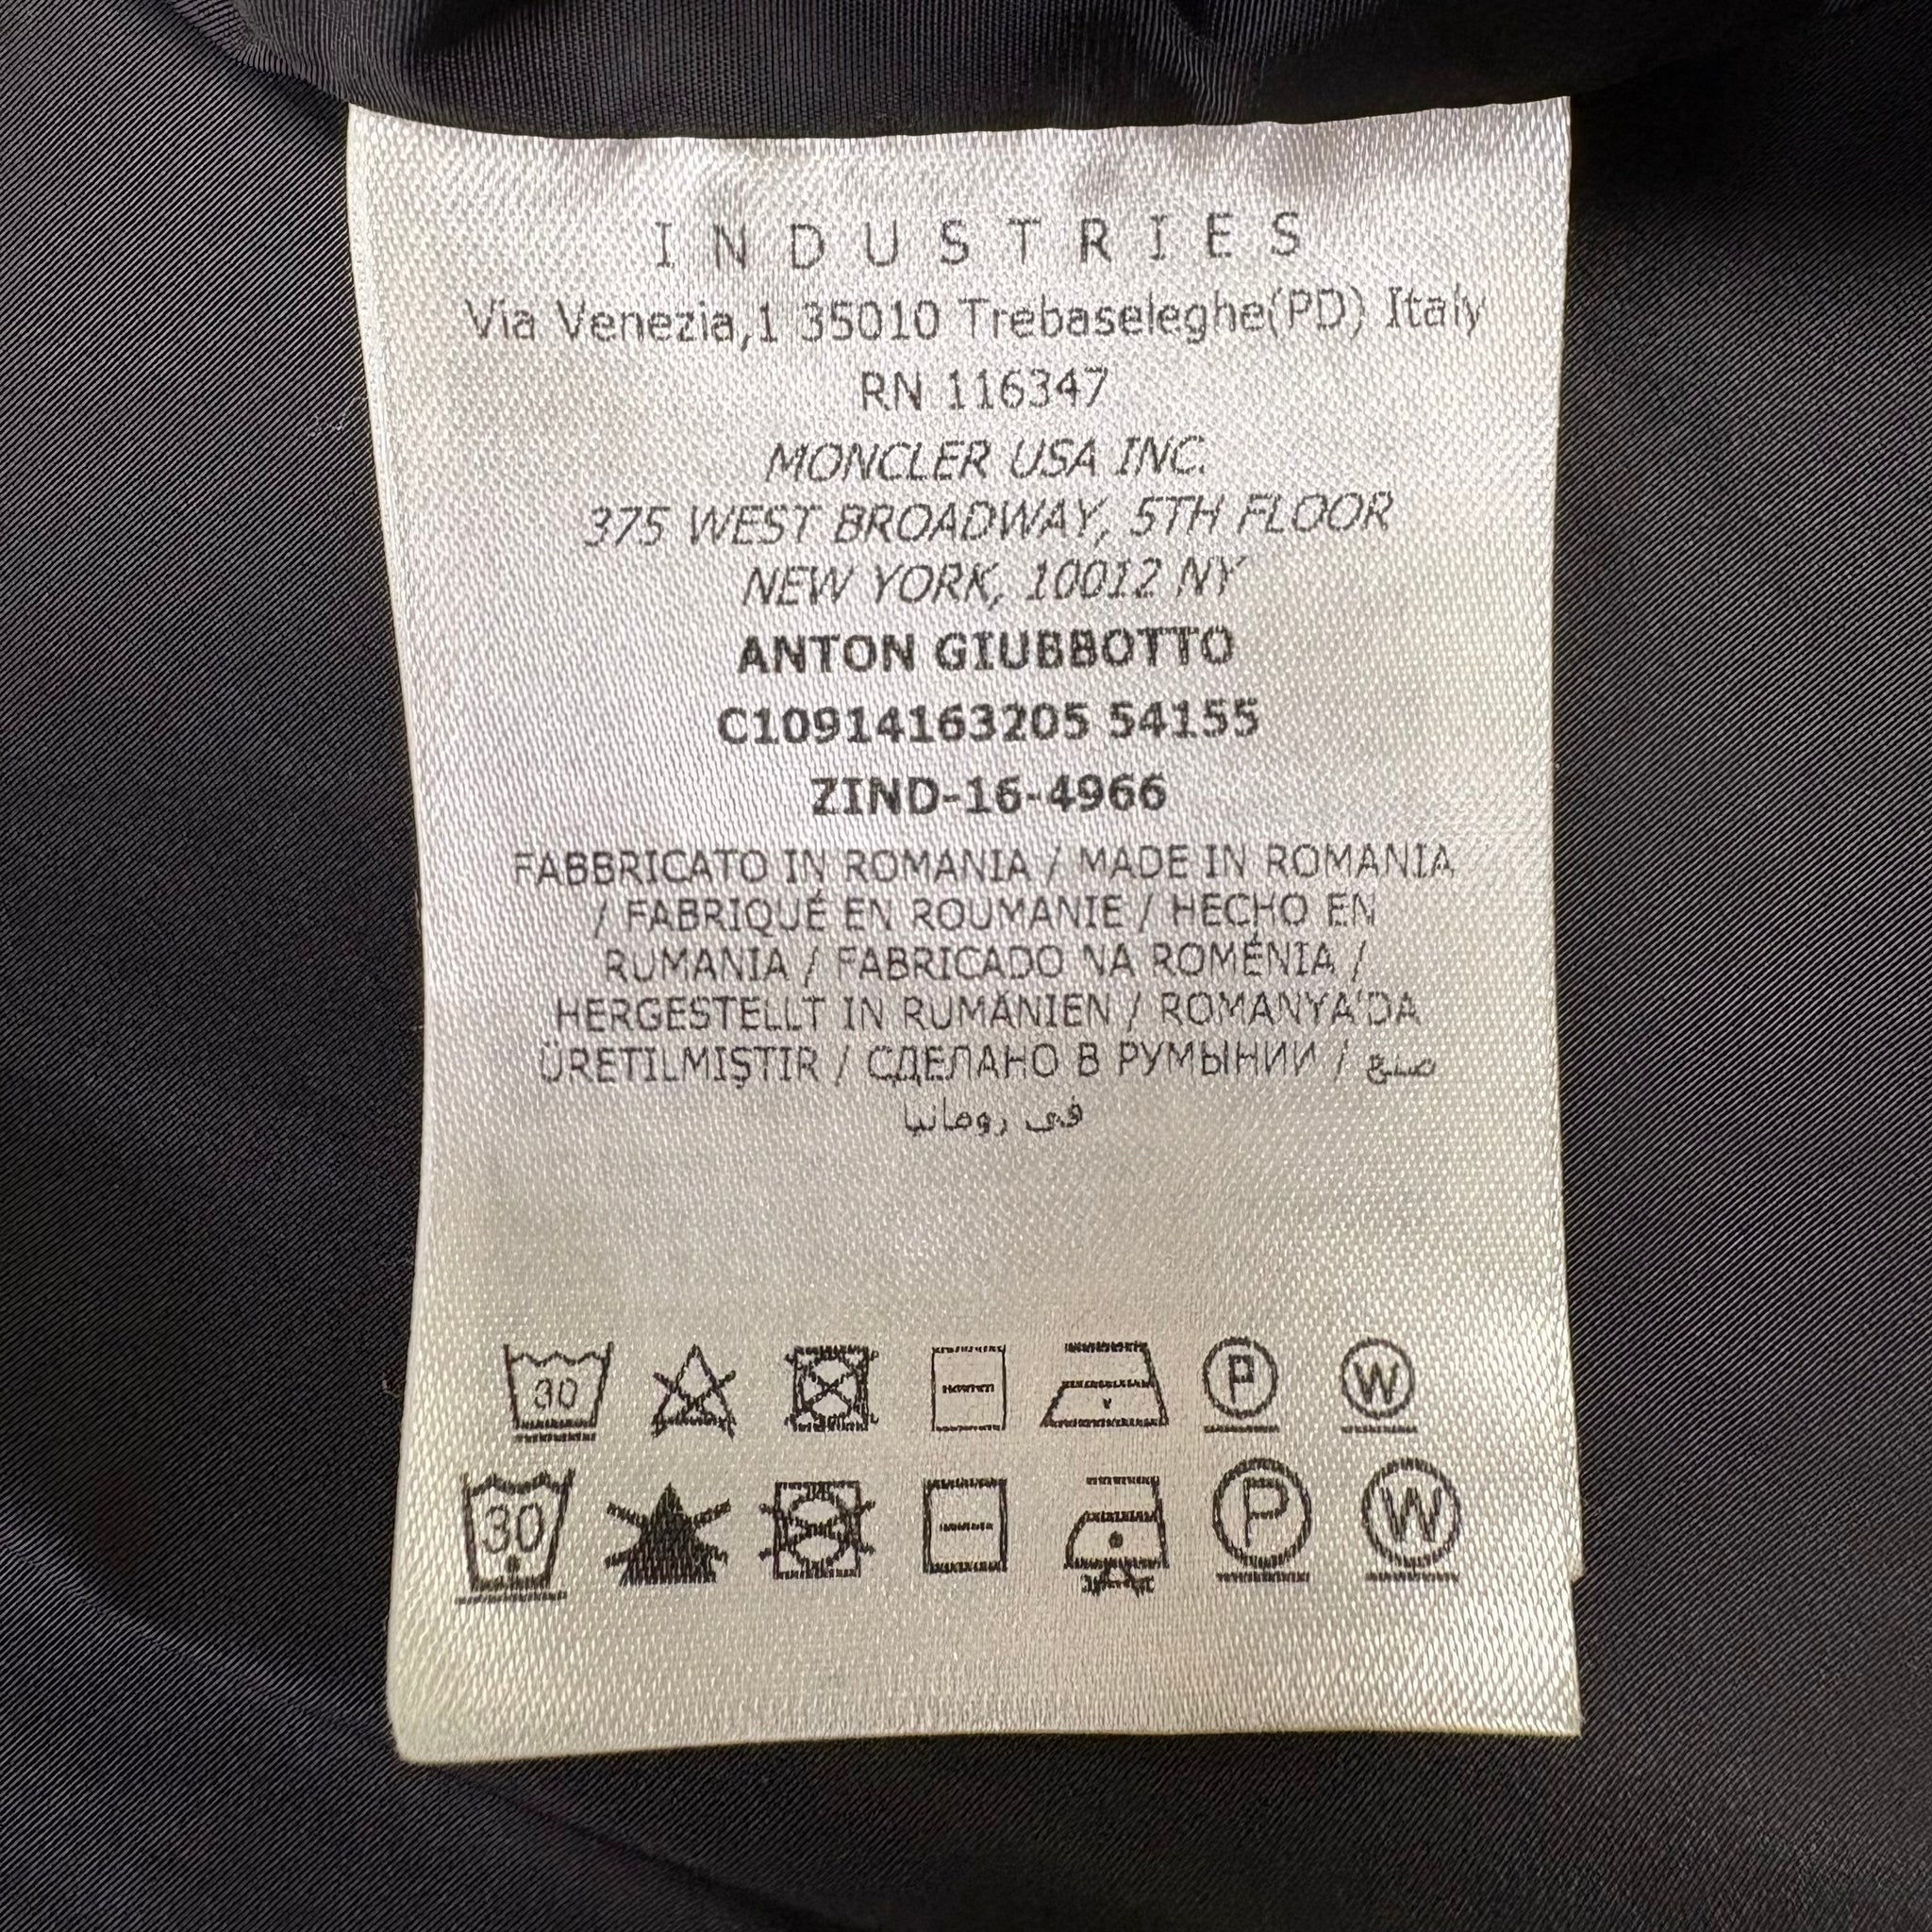 INDUSTRIES
Via Venezia,1 35010 Trebaseleghe(PD) Italy
RN 116347
MONCLER USA INC.
375 WEST BROADWAY, 5TH FLOOR
NEW YORK, 10012 NY
ANTON GIUBBOTTO
C10914163205 54155
ZIND-16-4966
FABBRICATO IN ROMANIA / MADE IN ROMANIA
/ FABRIQUÉ EN ROUMANIE / HECHO EN
RUMANIA / FABRICADO NA ROMÉNIA /
HERGESTELLT IN RUMÄNIEN / ROMANYA'DA
ÜRETILMIŞTIR / СДЕЛАНО В РУМЫНИИ / صنع
فى رومانيا
30 P W
30 P W